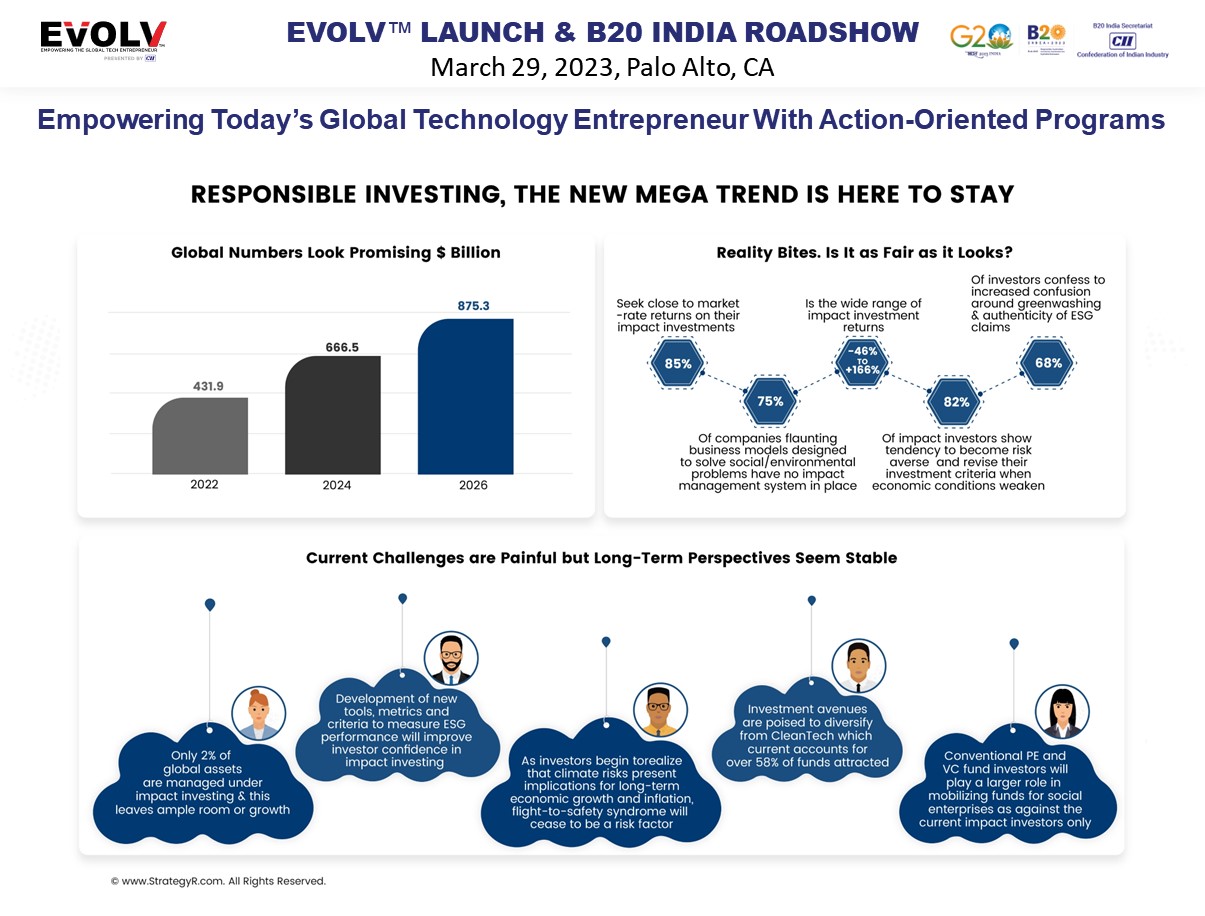 EVOLV™
EMPOWERING THE GLOBAL TECH ENTREPRENEUR
PRESENTED BY CII
EVOLV™ LAUNCH & B20 INDIA ROADSHOW
March 29, 2023, Palo Alto, CA
G20
B20
B20 India Secretariat
CII
Confederation of Indian Industry
Empowering Today's Global Technology Entrepreneur With Action-Oriented Programs
RESPONSIBLE INVESTING, THE NEW MEGA TREND IS HERE TO STAY
Global Numbers Look Promising $ Billion
431.9
666.5
875.3
2022
2024
2026
Reality Bites. Is It as Fair as it Looks?
Seek close to market
-rate returns on their
impact investments
85%
75%
Of companies flaunting
business models designed
to solve social/environmental
problems have no impact
management system in place
Is the wide range of
impact investment
returns
-46%
TO
+166%
82%
Of impact investors show
tendency to become risk
averse and revise their
investment criteria when
economic conditions weaken
Of investors confess to
increased confusion
around greenwashing
& authenticity of ESG
claims
68%
Current Challenges are Painful but Long-Term Perspectives Seem Stable
Only 2% of
global assets
are managed under
impact investing & this
leaves ample room or growth
Development of new
tools, metrics and
criteria to measure ESG
performance will improve
investor confidence in
impact investing
As investors begin torealize
that climate risks present
implications for long-term
economic growth and inflation,
flight-to-safety syndrome will
cease to be a risk factor
Investment avenues
are poised to diversify
from CleanTech which
current accounts for
over 58% of funds attracted
Conventional PE and
VC fund investors will
play a larger role in
mobilizing funds for social
enterprises as against the
current impact investors only
© www.StrategyR.com. All Rights Reserved.